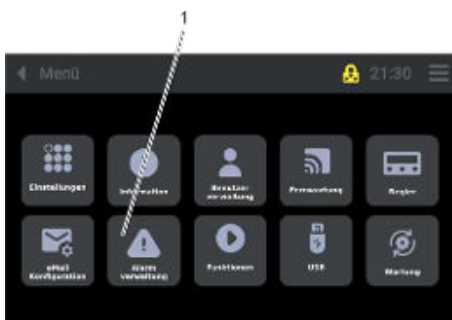 1
Menü 21:30
Einstellungen Information Benutzer verwaltung Fernwartung Regler
eMail Konfiguration Alarm verwaltung Funktionen USB Wartung